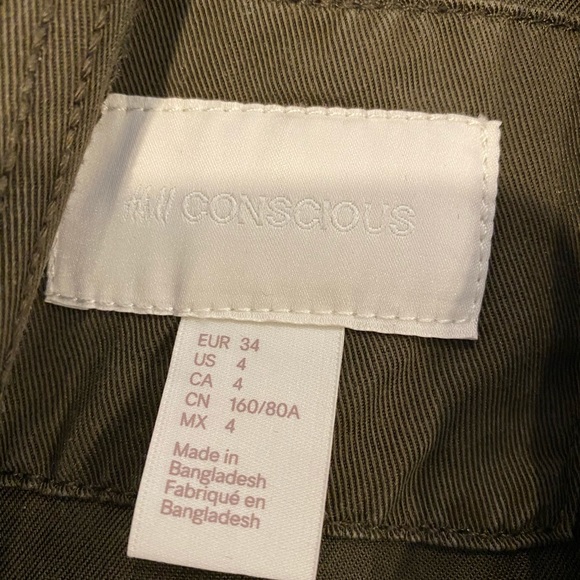 H&M // CONSCIOUS
EUR 34
US 4
CA 4
CN 160/80A
MX 4
Made in
Bangladesh
Fabriqué en
Bangladesh